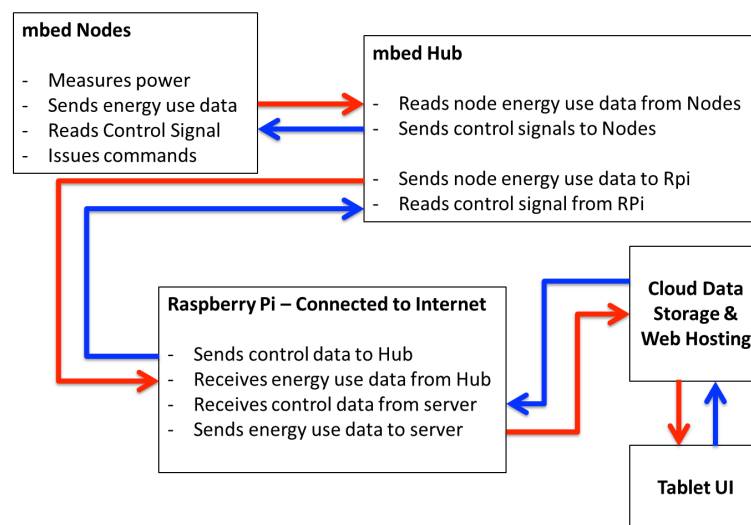 mbed Nodes
- Measures power
- Sends energy use data
- Reads Control Signal
- Issues commands
mbed Hub
- Reads node energy use data from Nodes
- Sends control signals to Nodes
- Sends node energy use data to Rpi
- Reads control signal from RPi
Raspberry Pi – Connected to Internet
- Sends control data to Hub
- Receives energy use data from Hub
- Receives control data from server
- Sends energy use data to server
Cloud Data
Storage &
Web Hosting
Tablet UI